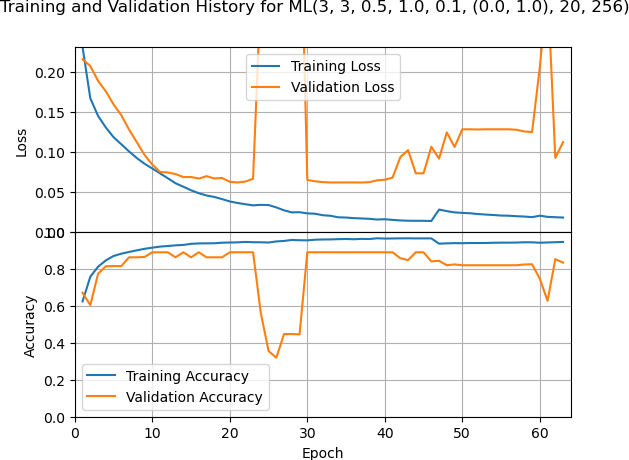 Training and Validation History for ML(3, 3, 0.5, 1.0, 0.1, (0.0, 1.0), 20, 256)
0.20
0.15
0.10
0.05
Loss
Training Loss
Validation Loss
1.0
0.8
0.6
0.4
0.2
0.0
Accuracy
Training Accuracy
Validation Accuracy
0 10 20 30 40 50 60
Epoch